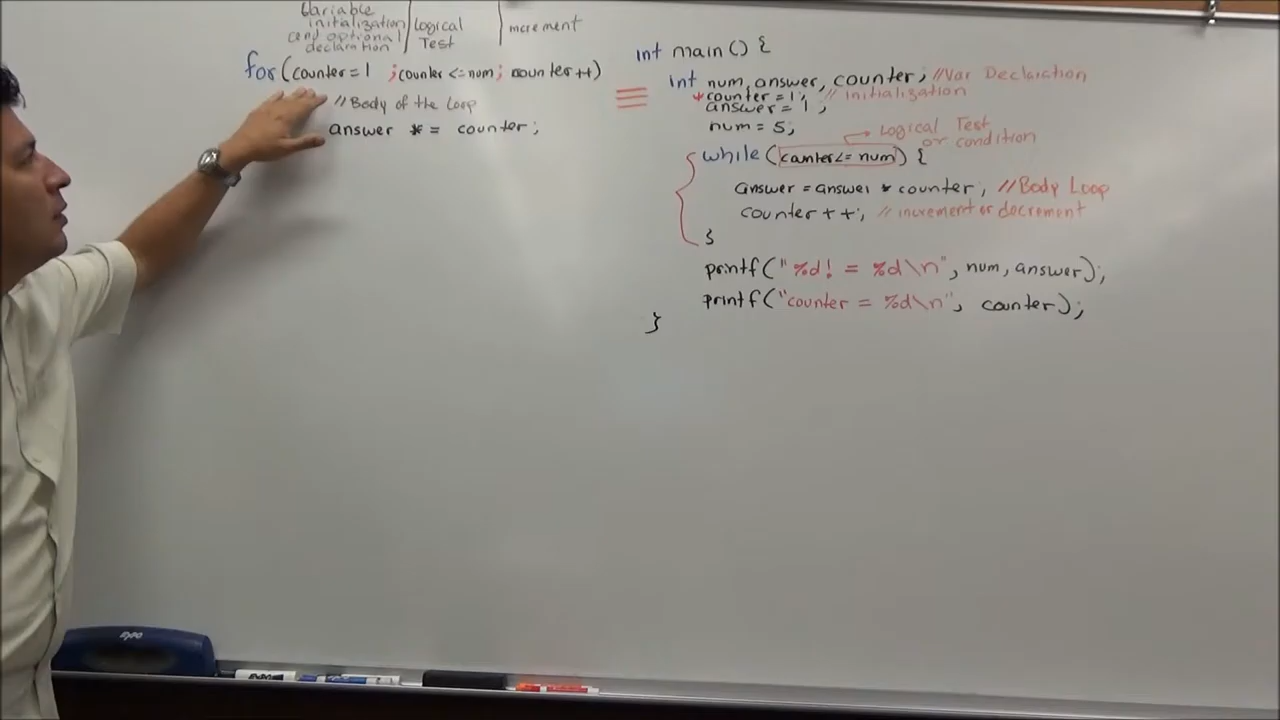 Variable initialization (and optional declaration | Logical Test | increment
for(counter=1 ;counter <=num; counter ++)
//Body of the Loop
answer *= counter;
int main () {
int num, answer, counter; //Var Declaration
*counter = 1; // initialization
answer = 1 ;
num = 5;
Logical Test
or condition
while (counter<= num) {
answer = answer * counter; //Body Loop
counter ++; // increment or decrement
}
printf("%d! = %d\n", num, answer);
printf("counter = %d\n", counter);
}
EXPO